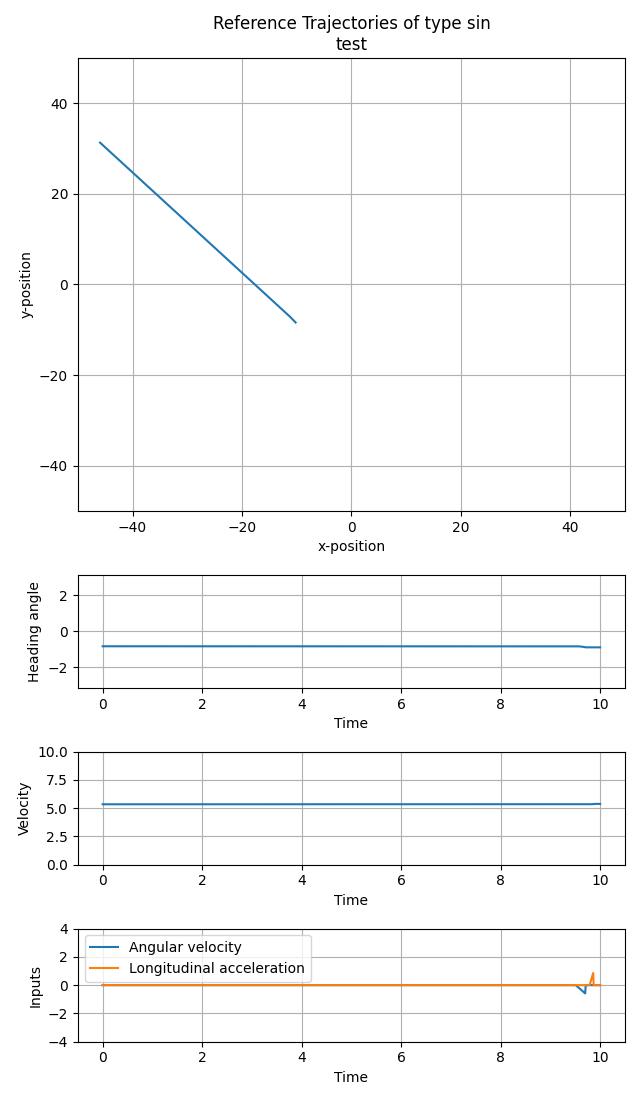 Reference Trajectories of type sin
test
40
20
0
−20
−40
y-position
−40 −20 0 20 40
x-position
2
0
−2
Heading angle
0 2 4 6 8 10
Time
10.0
7.5
5.0
2.5
0.0
Velocity
0 2 4 6 8 10
Time
4
2
0
−2
−4
Inputs
Angular velocity
Longitudinal acceleration
0 2 4 6 8 10
Time